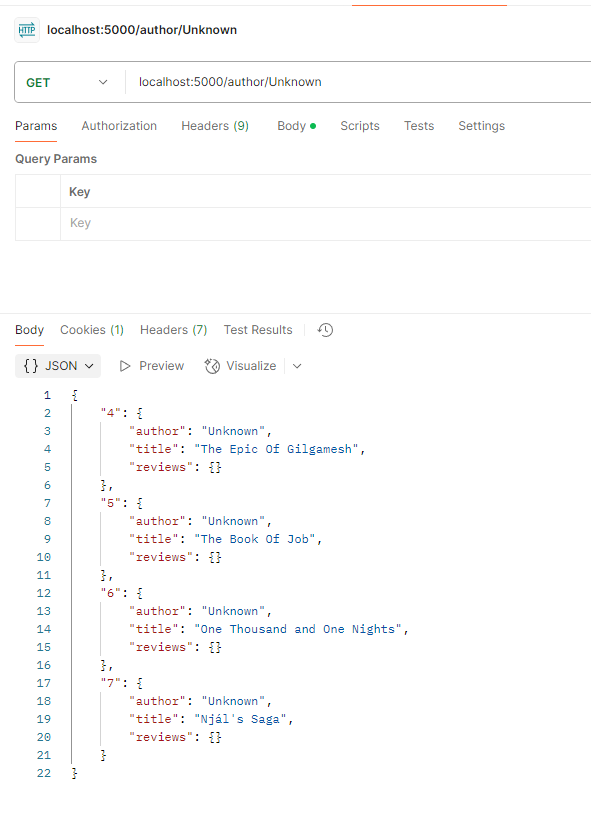 HTTP localhost:5000/author/Unknown
GET localhost:5000/author/Unknown
Params Authorization Headers (9) Body Scripts Tests Settings
Query Params
Key
Key
Body Cookies (1) Headers (7) Test Results
{} JSON Preview Visualize
1 {
2 "4": {
3 "author": "Unknown",
4 "title": "The Epic Of Gilgamesh",
5 "reviews": {}
6 },
7 "5": {
8 "author": "Unknown",
9 "title": "The Book Of Job",
10 "reviews": {}
11 },
12 "6": {
13 "author": "Unknown",
14 "title": "One Thousand and One Nights",
15 "reviews": {}
16 },
17 "7": {
18 "author": "Unknown",
19 "title": "Njál's Saga",
20 "reviews": {}
21 }
22 }